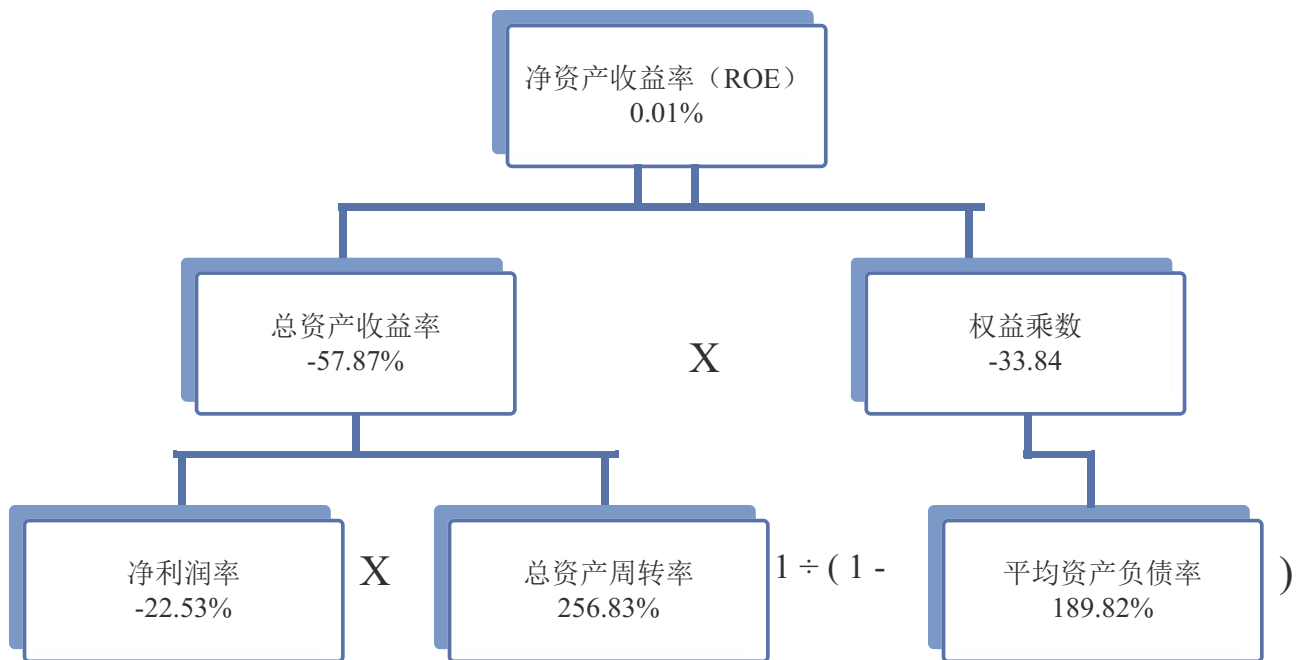 净资产收益率（ROE）
0.01%
总资产收益率
-57.87%
X
权益乘数
-33.84
净利润率
-22.53%
X
总资产周转率
256.83%
1 ÷ ( 1 -
平均资产负债率
189.82%
)